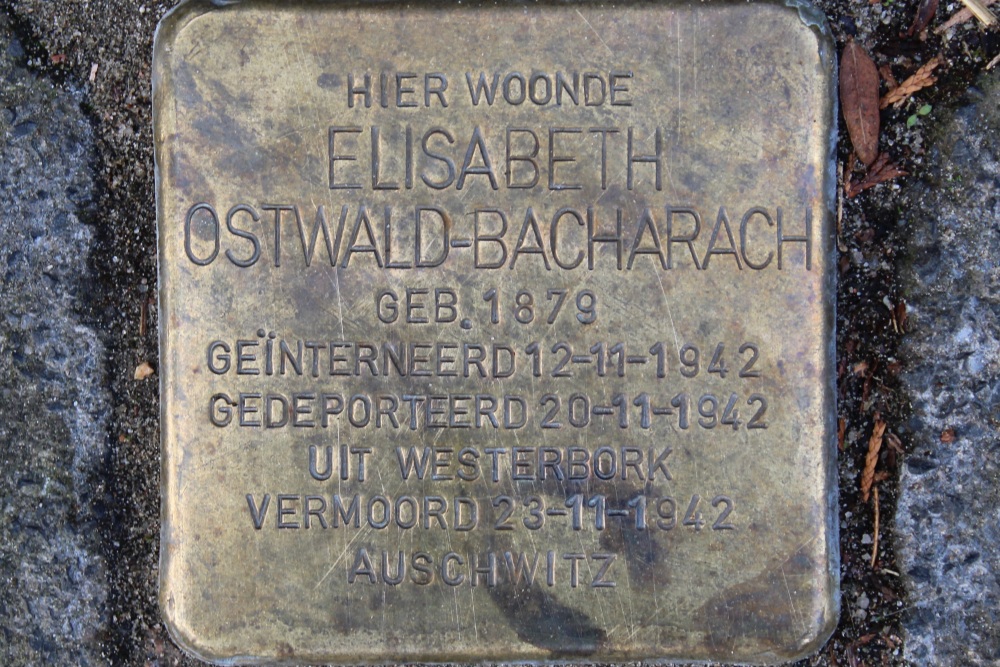 HIER WOONDE
ELISABETH
OSTWALD-BACHARACH
GEB. 1879
GEÏNTERNEERD 12-11-1942
GEDEPORTEERD 20-11-1942
UIT WESTERBORK
VERMOORD 23-11-1942
AUSCHWITZ